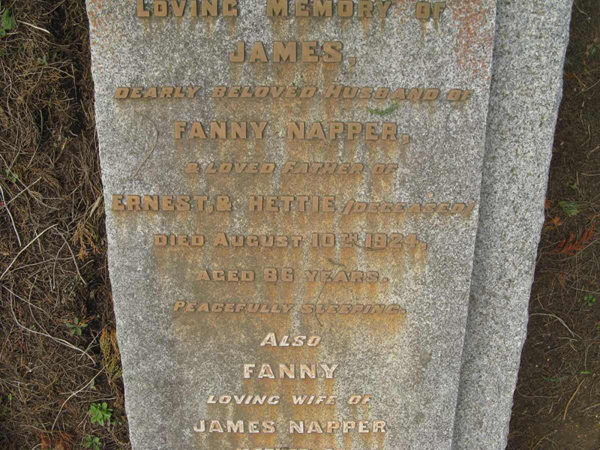 LOVING MEMORY OF
JAMES,
DEARLY BELOVED HUSBAND OF
FANNY NAPPER,
& LOVED FATHER OF
ERNEST, & HETTIE (DECEASED)
DIED AUGUST 10TH 1924,
AGED 86 YEARS.
PEACEFULLY SLEEPING.
ALSO
FANNY
LOVING WIFE OF
JAMES NAPPER